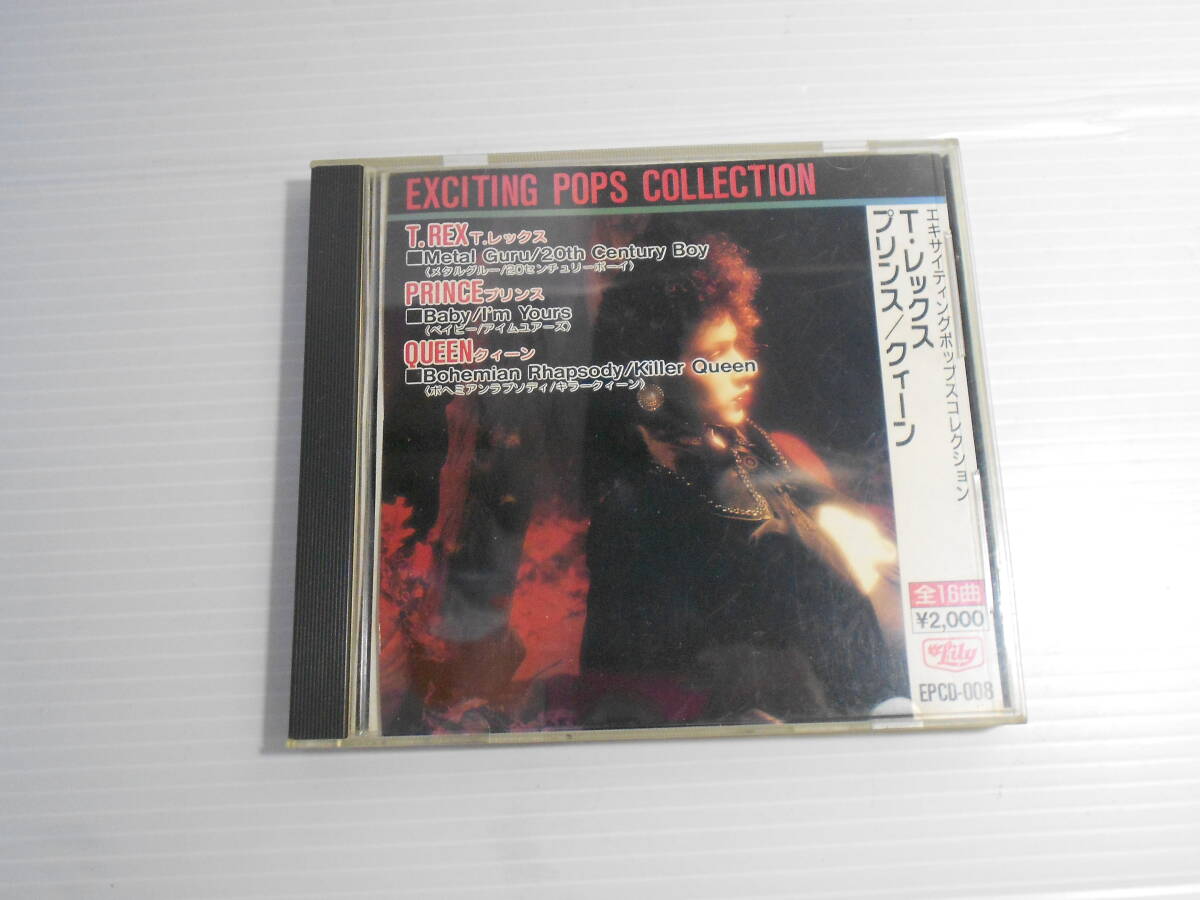 EXCITING POPS COLLECTION
T. REX T.レックス
■Metal Guru/20th Century Boy
〈メタルグルー/20センチュリーボーイ〉
PRINCE プリンス
■Baby/I'm Yours
〈ベイビー/アイムユアーズ〉
QUEEN クィーン
■Bohemian Rhapsody/Killer Queen
〈ボヘミアンラプソディ/キラークィーン〉
エキサイティングポップスコレクション
T・レックス
プリンス/クィーン
全16曲
¥2,000
Lily
EPCD-008